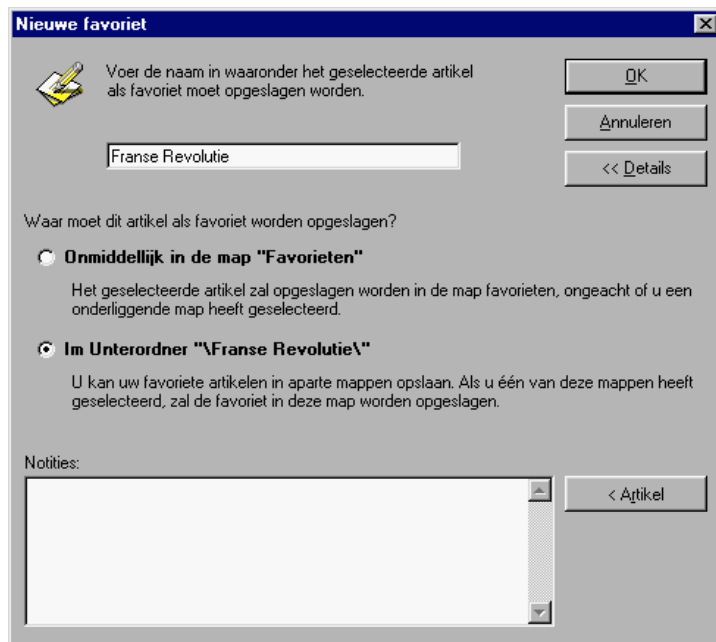 Nieuwe favoriet
Voer de naam in waaronder het geselecteerde artikel
als favoriet moet opgeslagen worden.
OK
Annuleren
<< Details
Franse Revolutie
Waar moet dit artikel als favoriet worden opgeslagen?
Onmiddellijk in de map "Favorieten"
Het geselecteerde artikel zal opgeslagen worden in de map favorieten, ongeacht of u een
onderliggende map heeft geselecteerd.
Im Unterordner "\Franse Revolutie\"
U kan uw favoriete artikelen in aparte mappen opslaan. Als u één van deze mappen heeft
geselecteerd, zal de favoriet in deze map worden opgeslagen.
Notities:
< Artikel